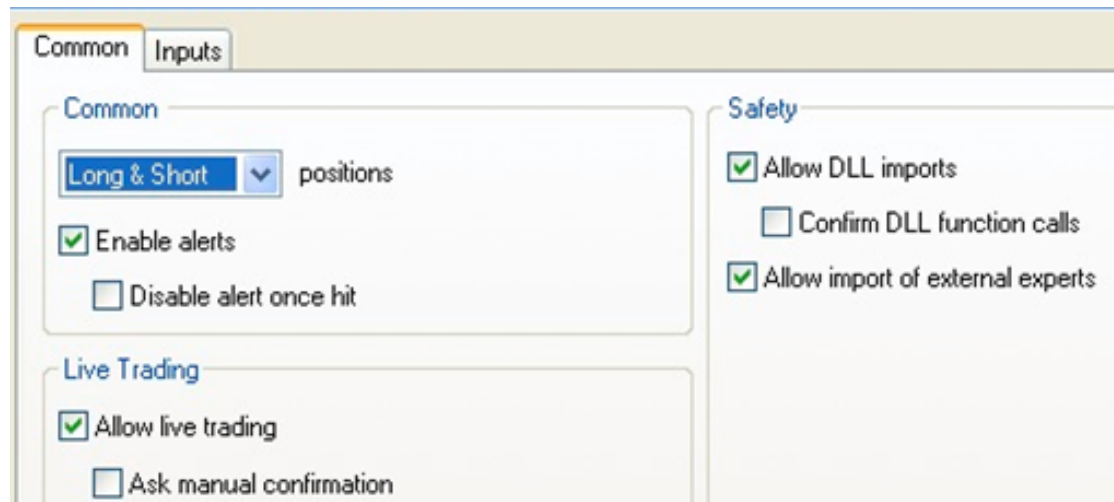 Common
Inputs
Common
Long & Short
positions
Enable alerts
Disable alert once hit
Live Trading
Allow live trading
Ask manual confirmation
Safety
Allow DLL imports
Confirm DLL function calls
Allow import of external experts